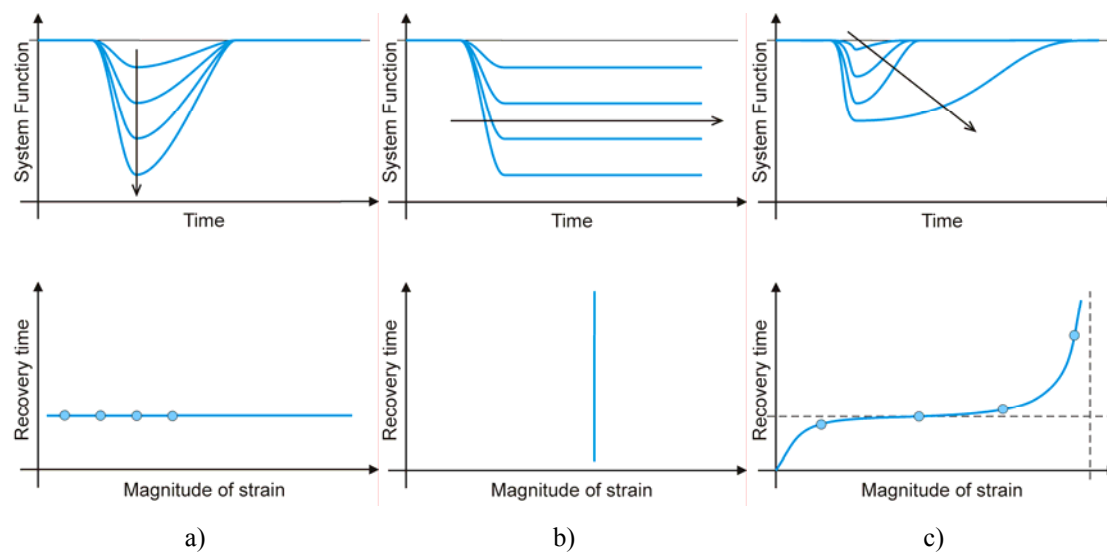 System Function
Time
System Function
Time
System Function
Time
Recovery time
Magnitude of strain
Recovery time
Magnitude of strain
Recovery time
Magnitude of strain
a)
b)
c)